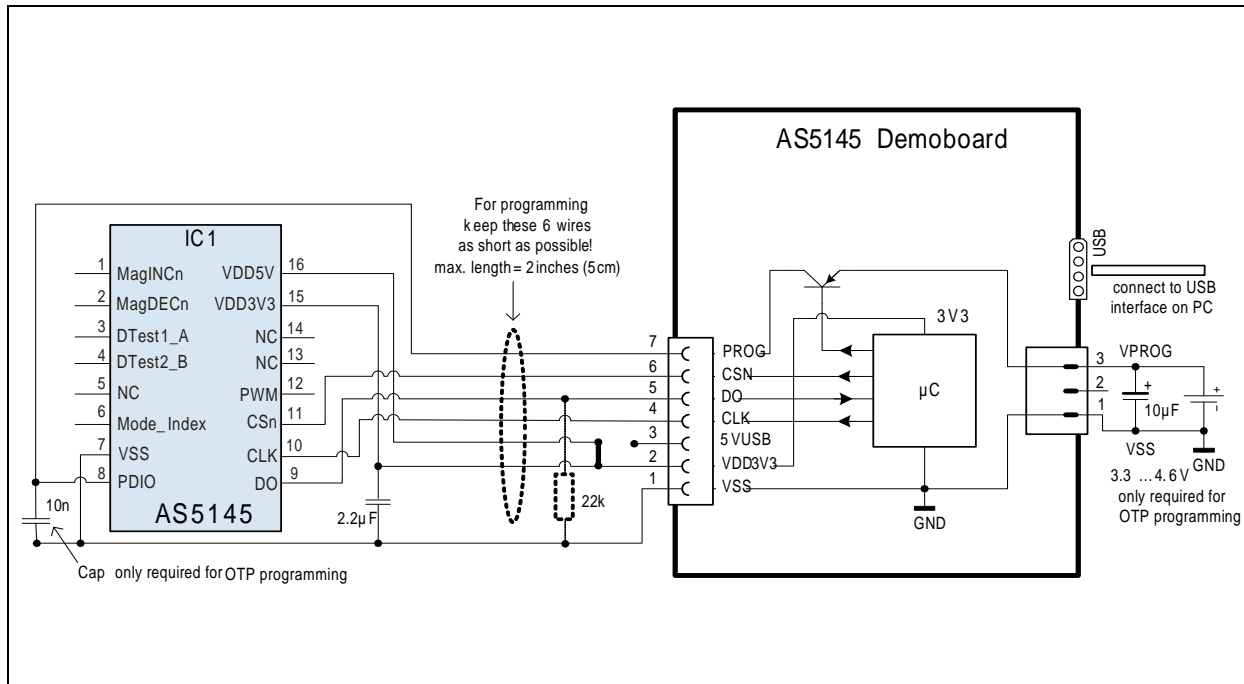 AS5145 Demoboard
For programming
keep these 6 wires
as short as possible!
max. length= 2 inches (5cm)
IC1
1 MagINCn
2 MagDECn
3 DTest1_A
4 DTest2_B
5 NC
6 Mode_Index
7 VSS
8 PDIO
VDD5V 16
VDD3V3 15
NC 14
NC 13
PWM 12
CSn 11
CLK 10
DO 9
AS5145
10n
Cap only required for OTP programming
2.2µF
22k
7 PROG
6 CSN
5 DO
4 CLK
3 5VUSB
2 VDD3V3
1 VSS
3V3
µC
GND
USB
connect to USB
interface on PC
3 VPROG
2
1
+
10µF
+
-
VSS
GND
3.3 ...4.6V
only required for
OTP programming